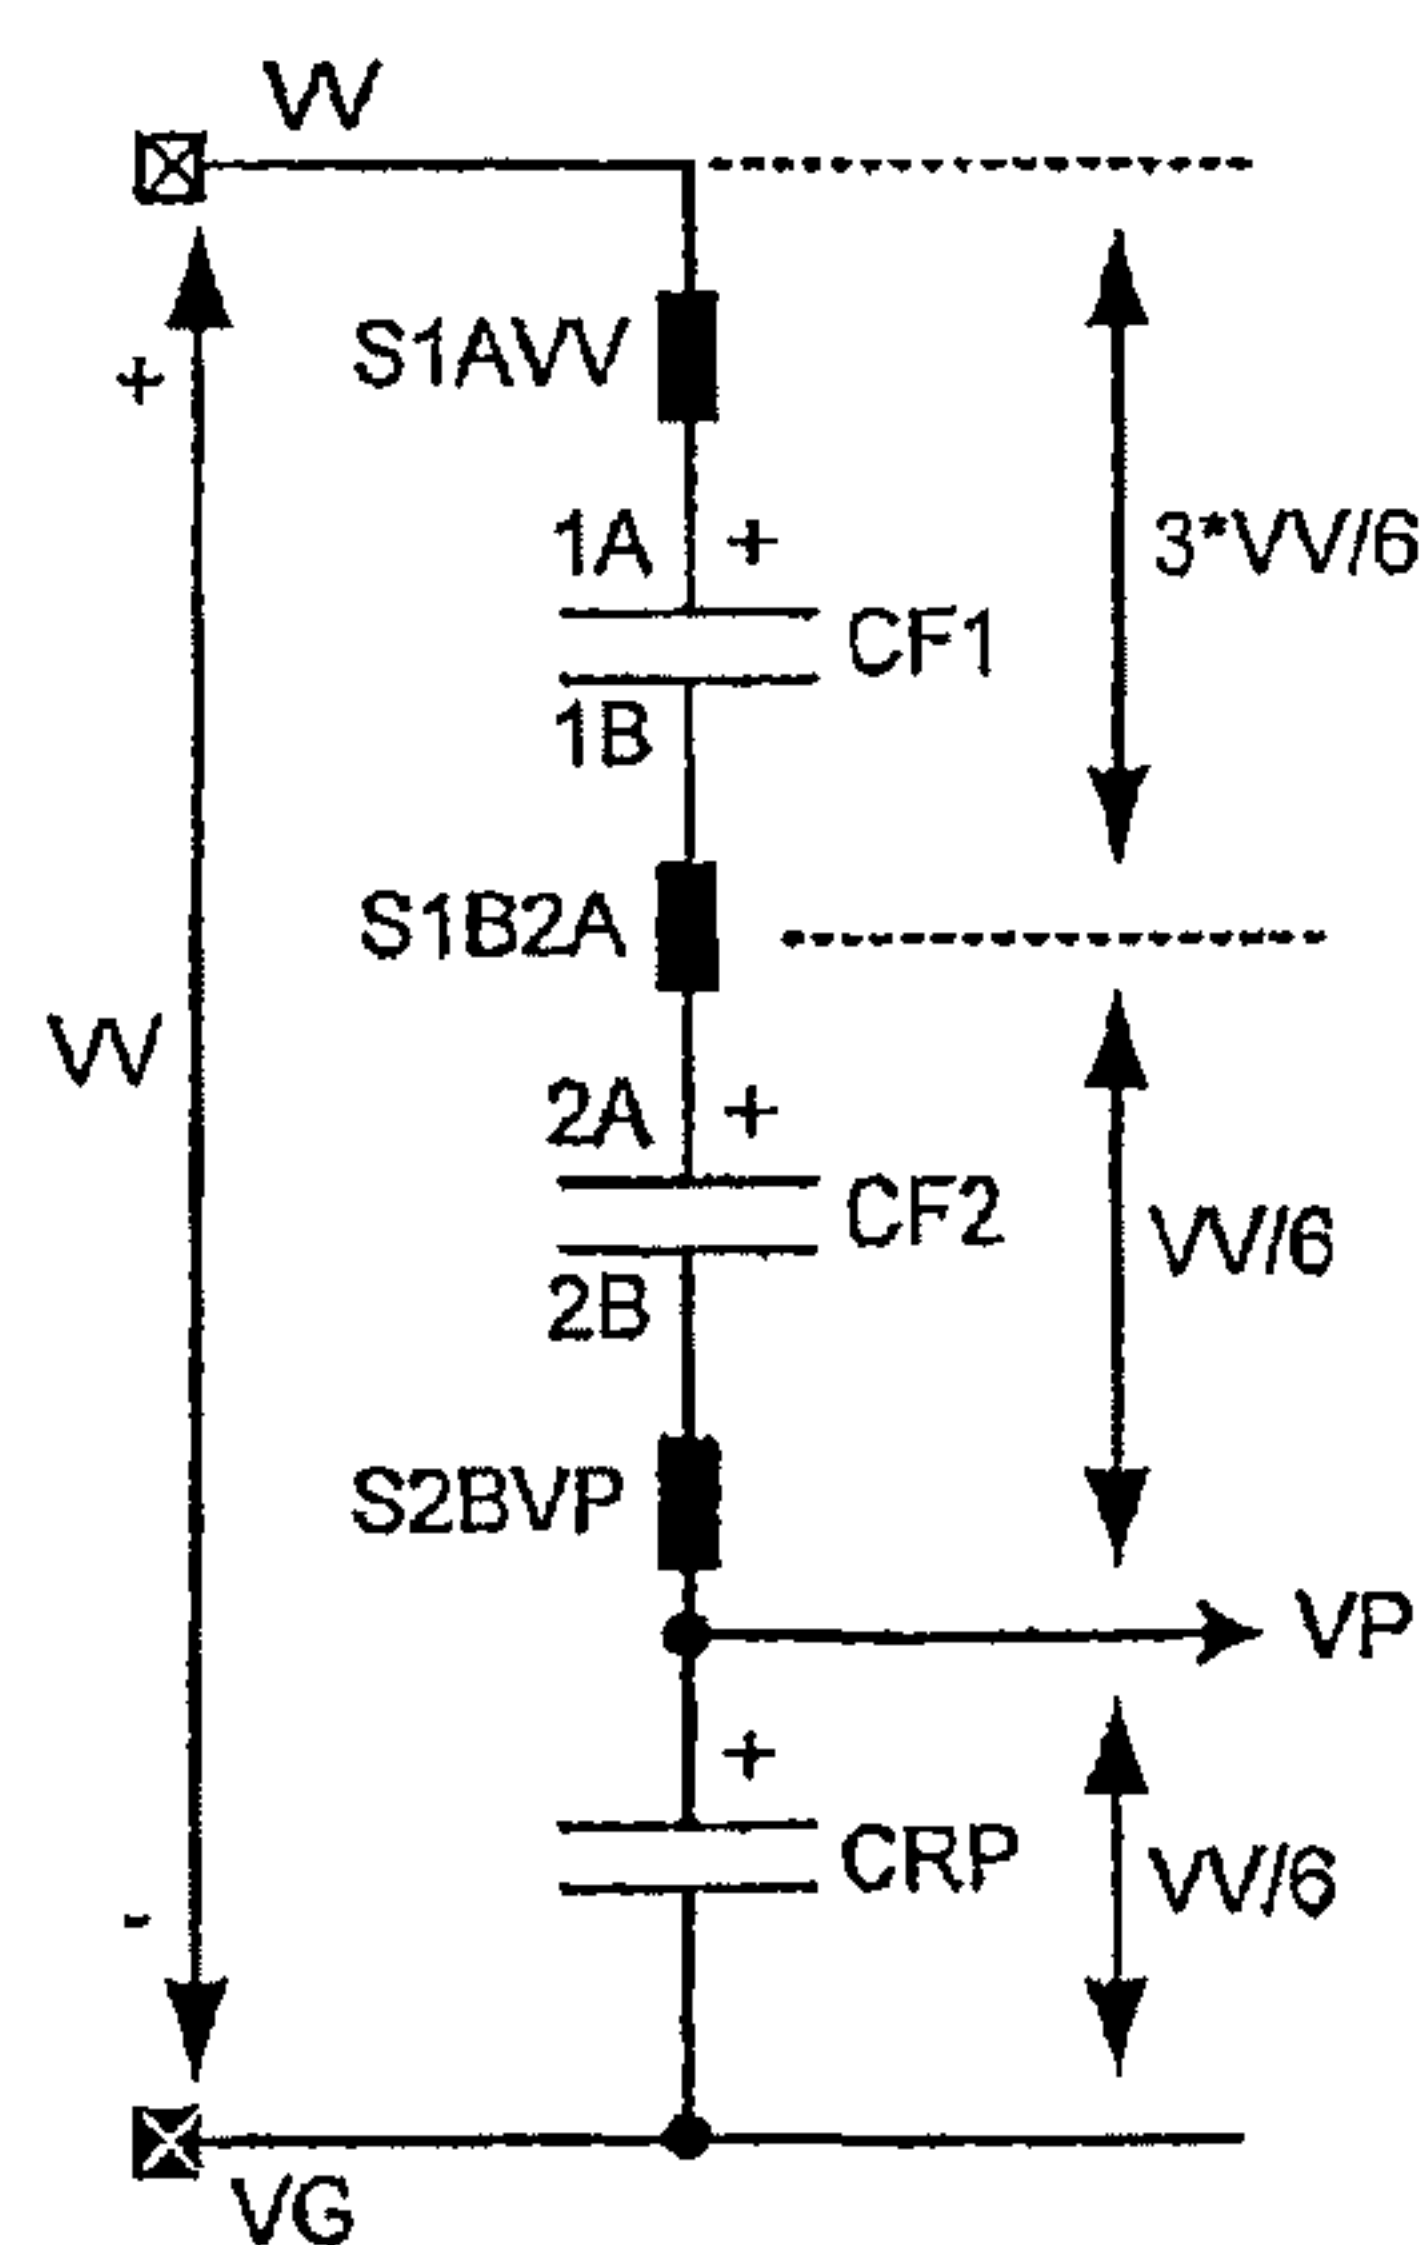 VV
+
S1AVV
1A +
3*VV/6
CF1
1B
S1B2A
VV
2A +
CF2
VV/6
2B
S2BVP
VP
+
CRP
VV/6
-
VG